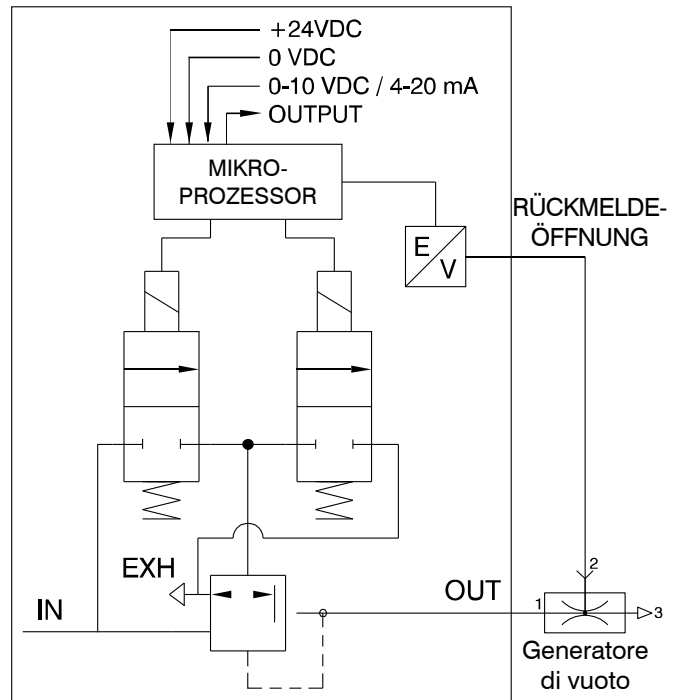 +24VDC
0 VDC
0-10 VDC / 4-20 mA
OUTPUT
MIKRO-
PROZESSOR
RÜCKMELDE-
ÖFFNUNG
E
V
EXH
IN
OUT
1
2
3
Generatore
di vuoto